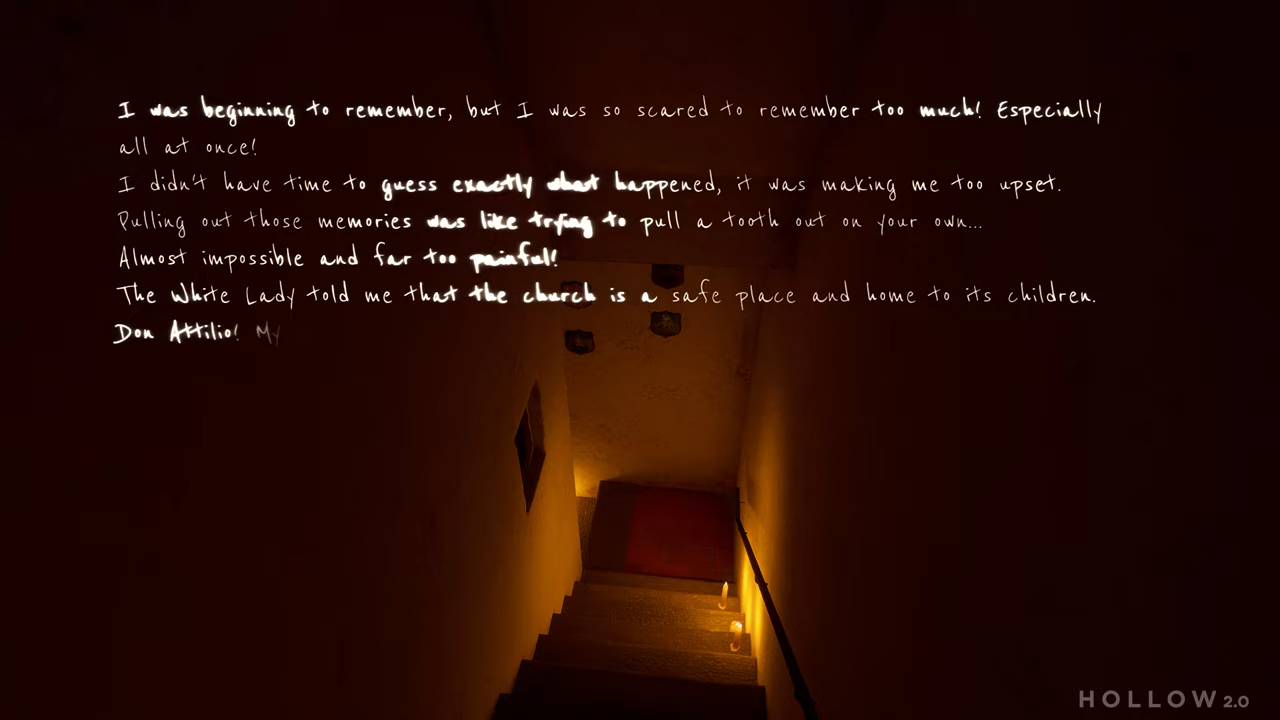 I was beginning to remember, but I was so scared to remember too much! Especially
all at once!
I didn't have time to guess exactly what happened, it was making me too upset.
Pulling out those memories was like trying to pull a tooth out on your own...
Almost impossible and far too painful!
The White Lady told me that the church is a safe place and home to its children.
Don Attilio! My
HOLLOW 2.0